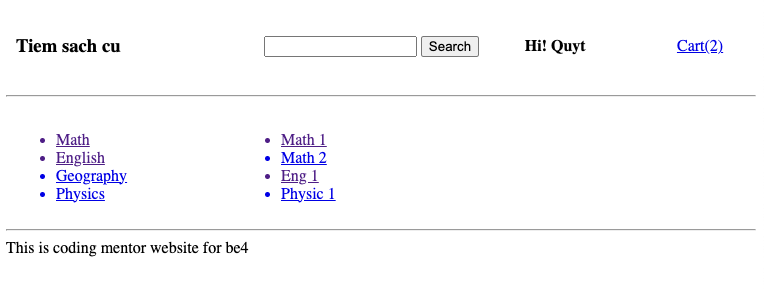 Tiem sach cu Search Hi! Quyt Cart(2)
Math
English
Geography
Physics
Math 1
Math 2
Eng 1
Physic 1
This is coding mentor website for be4